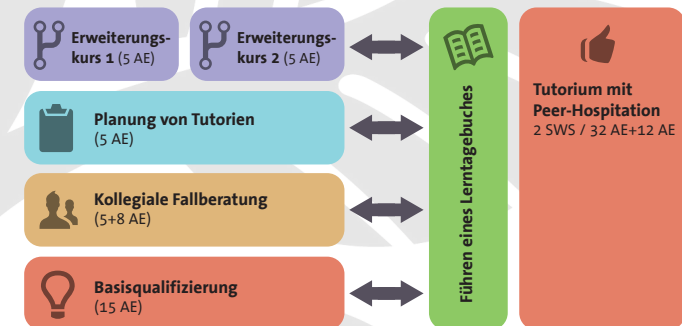 Erweiterungs-
kurs 1 (5 AE)
Erweiterungs-
kurs 2 (5 AE)
Planung von Tutorien
(5 AE)
Kollegiale Fallberatung
(5+8 AE)
Basisqualifizierung
(15 AE)
Führen eines Lerntagebuches
Tutorium mit
Peer-Hospitation
2 SWS / 32 AE+12 AE